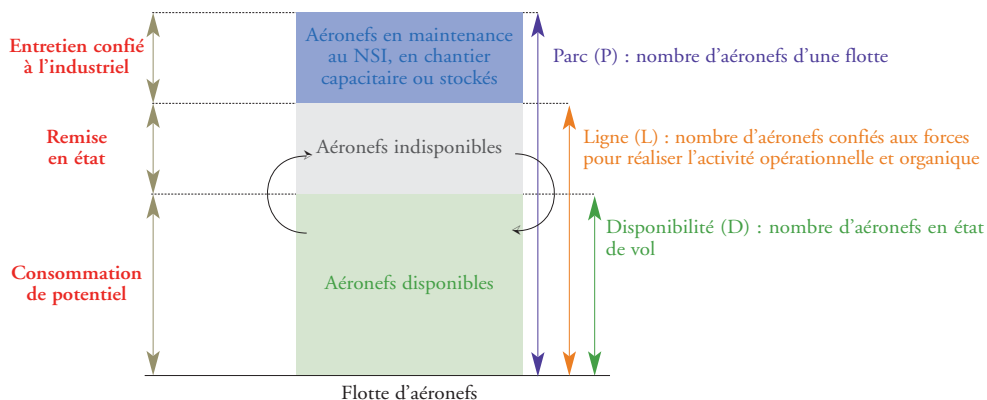 Entretien confié
à l'industriel
Aéronefs en maintenance
au NSI, en chantier
capacitaire ou stockés
Parc (P) : nombre d'aéronefs d'une flotte
Remise
en état
Aéronefs indisponibles
Ligne (L) : nombre d'aéronefs confiés aux forces
pour réaliser l'activité opérationnelle et organique
Disponibilité (D) : nombre d'aéronefs en état
de vol
Consommation
de potentiel
Aéronefs disponibles
Flotte d'aéronefs